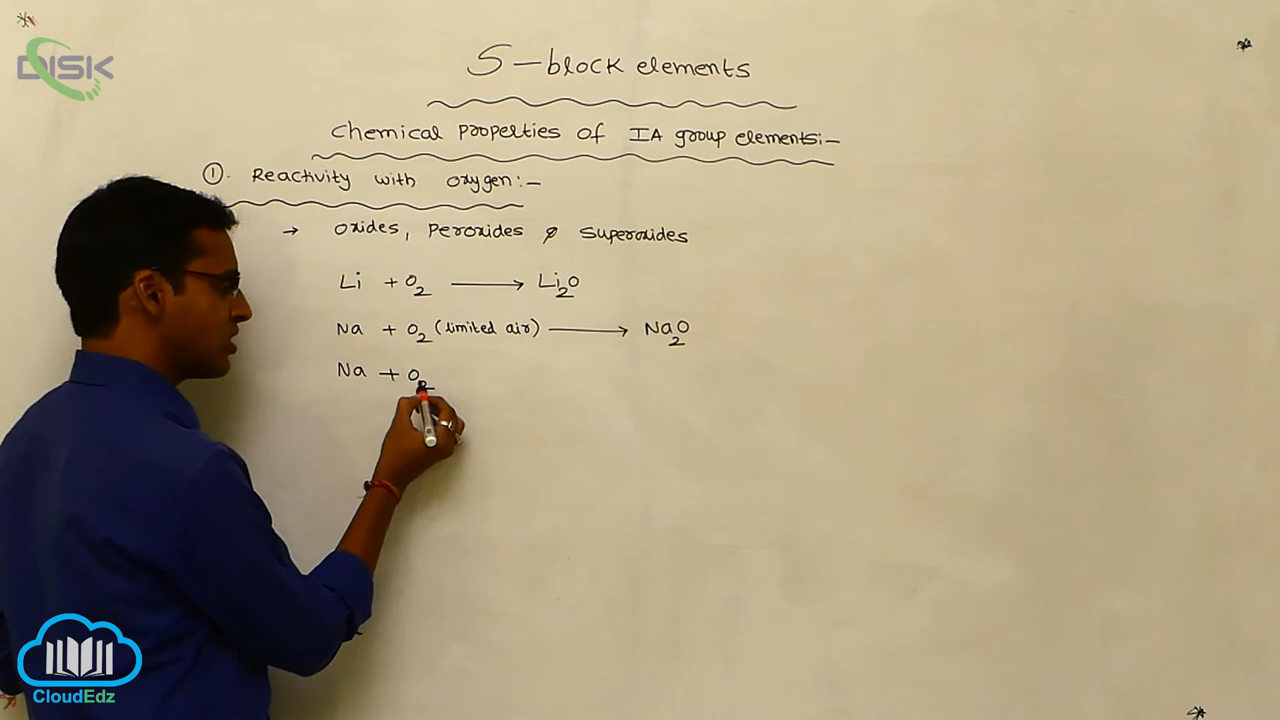 DISK
S-block elements
Chemical properties of IA group elements:-
①. Reactivity with oxygen:-
→ oxides, peroxides & superoxides
Li + O₂ ⟶ Li₂O
Na + O₂ (limited air) ⟶ Na₂O
Na + O₂
CloudEdz